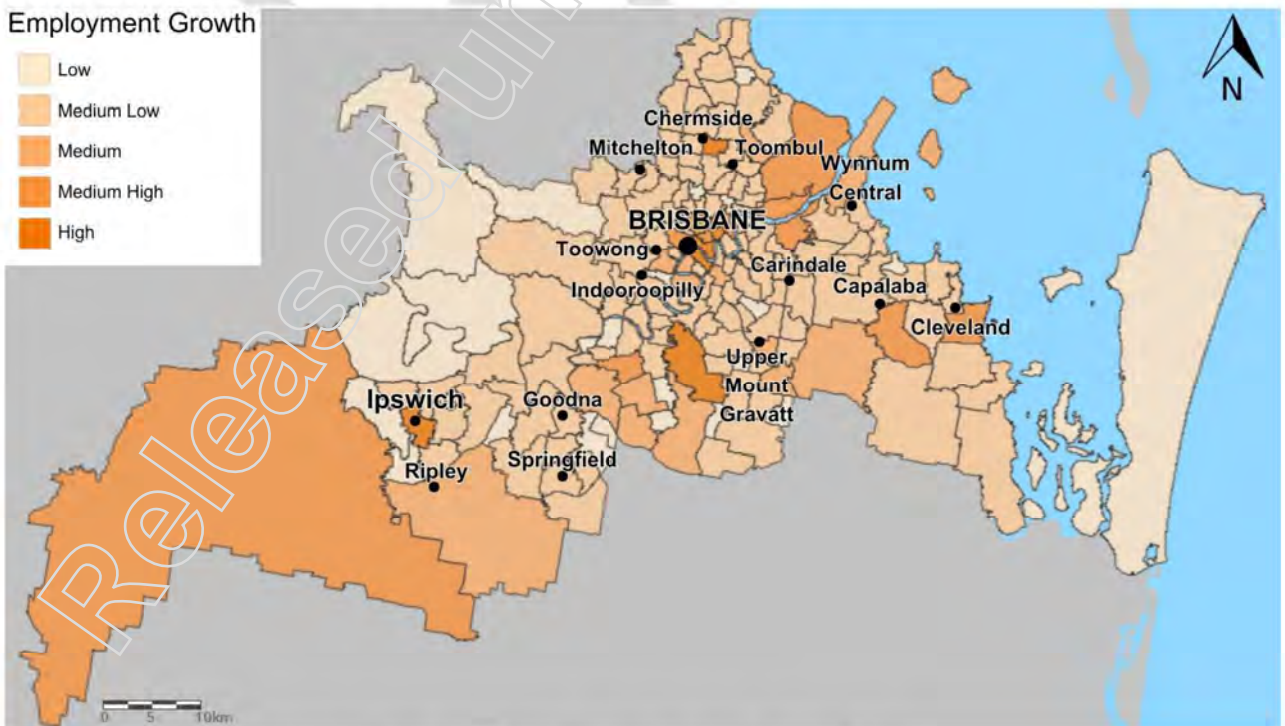 Employment Growth
Low
Medium Low
Medium
Medium High
High
N
Chermside
Mitchelton
Toombul
Wynnum
Central
BRISBANE
Toowong
Carindale
Indooroopilly
Capalaba
Cleveland
Upper
Mount
Gravatt
Ipswich
Goodna
Ripley
Springfield
Released un
0 5 10km